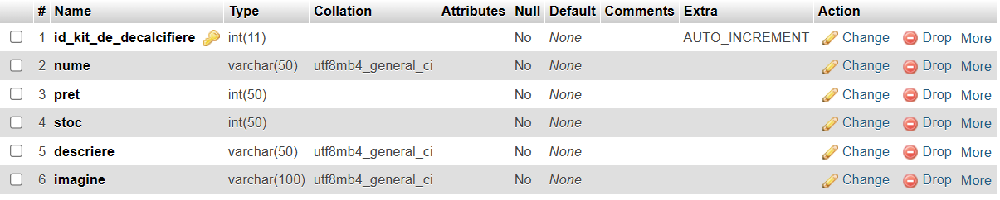 # Name Type Collation Attributes Null Default Comments Extra Action
1 id_kit_de_decalcifiere int(11) No None AUTO_INCREMENT Change Drop More
2 nume varchar(50) utf8mb4_general_ci No None Change Drop More
3 pret int(50) No None Change Drop More
4 stoc int(50) No None Change Drop More
5 descriere varchar(50) utf8mb4_general_ci No None Change Drop More
6 imagine varchar(100) utf8mb4_general_ci No None Change Drop More